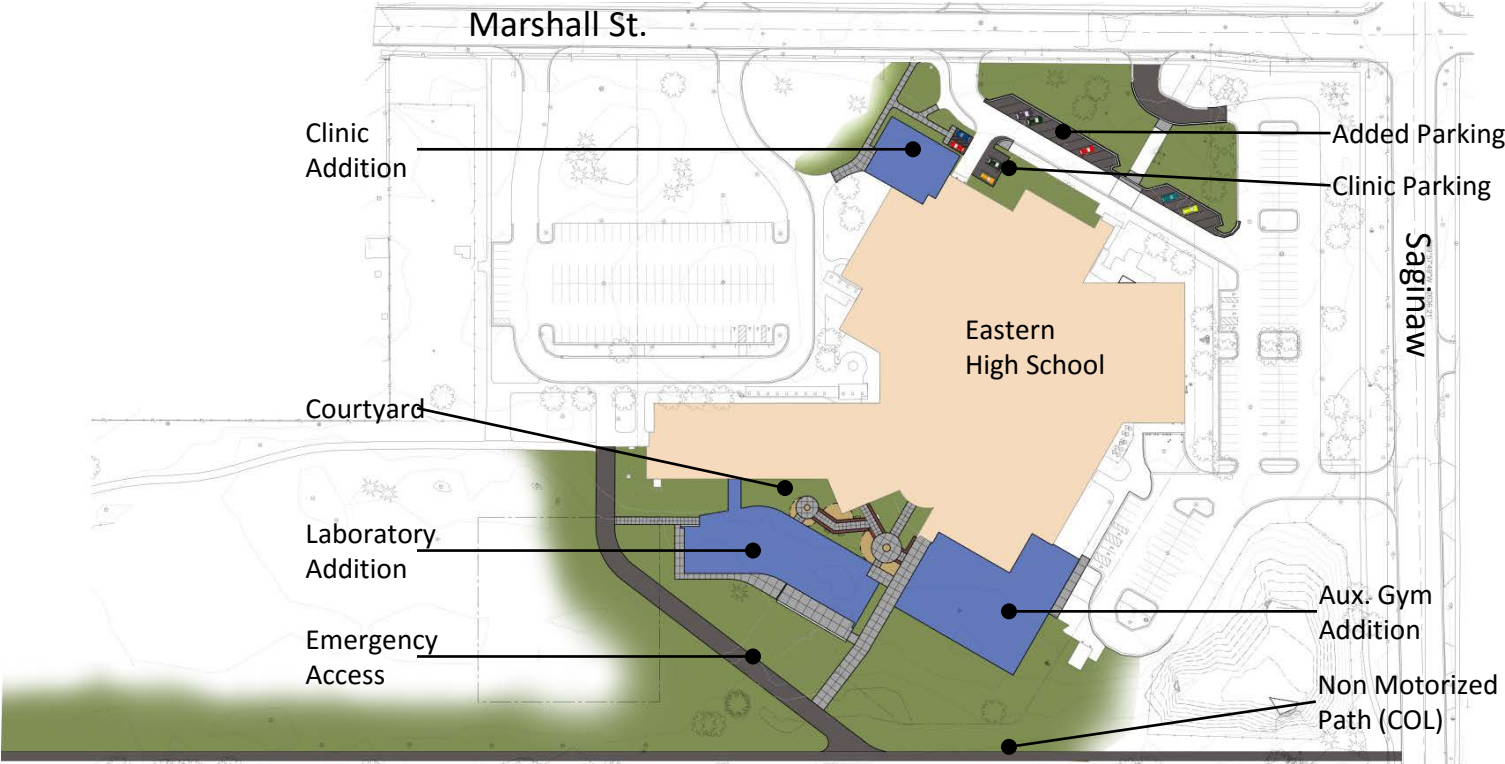 Marshall St.
Clinic
Addition
Added Parking
Clinic Parking
Saginaw
Eastern
High School
Courtyard
Laboratory
Addition
Aux. Gym
Addition
Emergency
Access
Non Motorized
Path (COL)